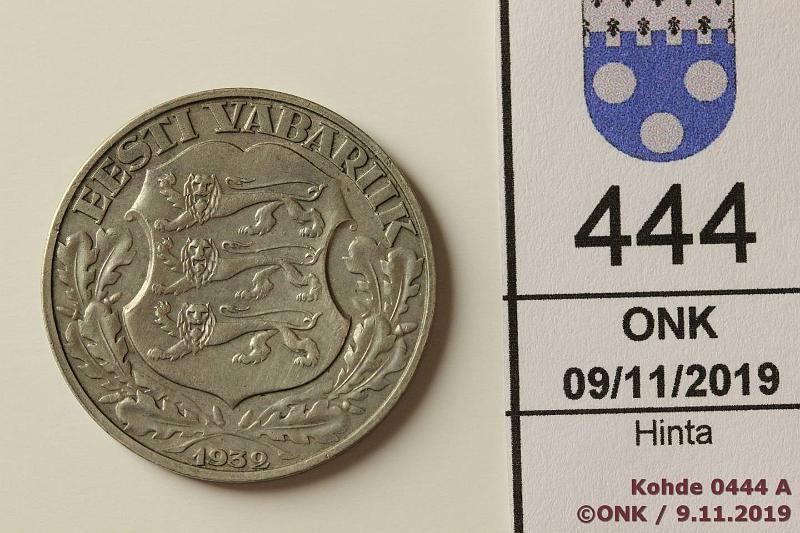 EESTI VABARIIK
1932
444
ONK
09/11/2019
Hinta
Kohde 0444 A
©ONK / 9.11.2019